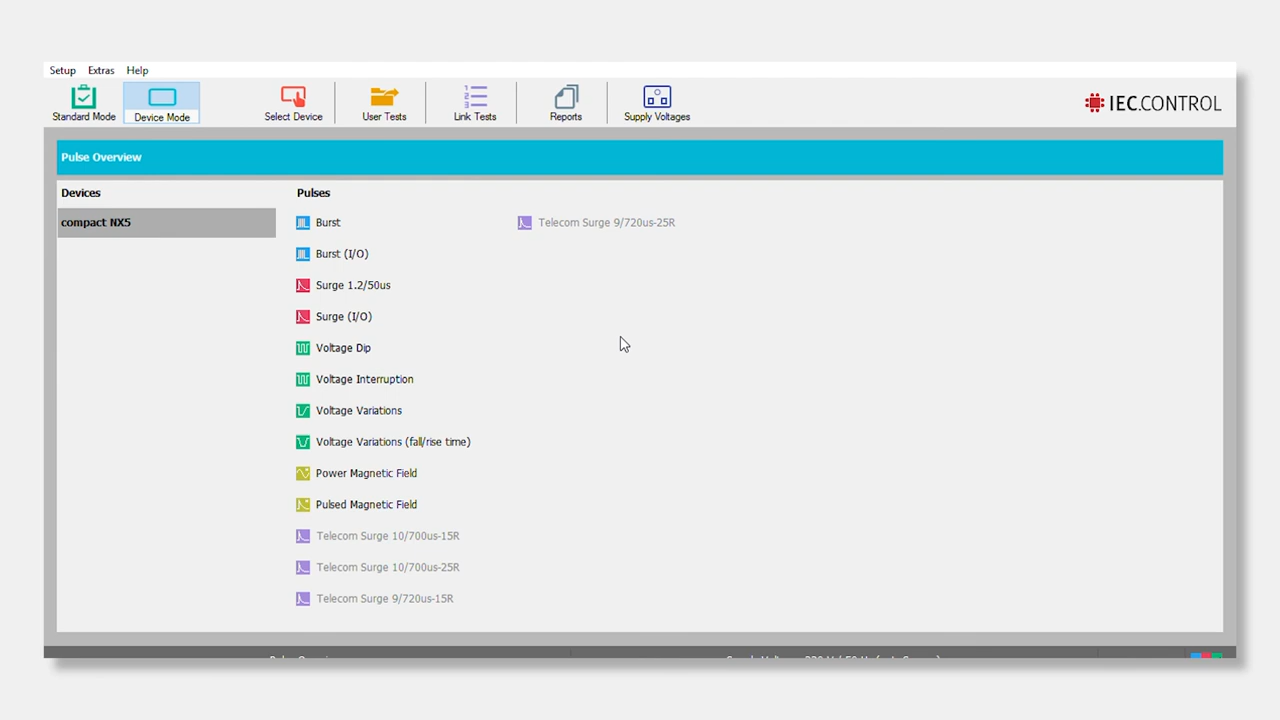 Setup Extras Help
Standard Mode Device Mode Select Device User Tests Link Tests Reports Supply Voltages
IEC.CONTROL
Pulse Overview
Devices Pulses
compact NX5
Burst Telecom Surge 9/720us-25R
Burst (I/O)
Surge 1.2/50us
Surge (I/O)
Voltage Dip
Voltage Interruption
Voltage Variations
Voltage Variations (fall/rise time)
Power Magnetic Field
Pulsed Magnetic Field
Telecom Surge 10/700us-15R
Telecom Surge 10/700us-25R
Telecom Surge 9/720us-15R